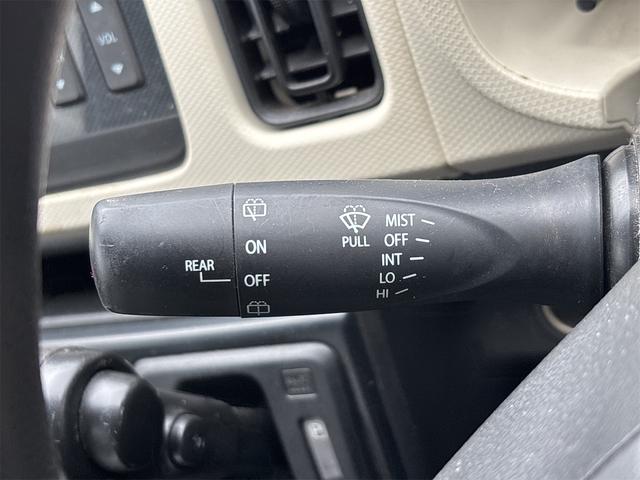 VOL
ON
REAR
OFF
PULL
MIST
OFF
INT
LO
HI